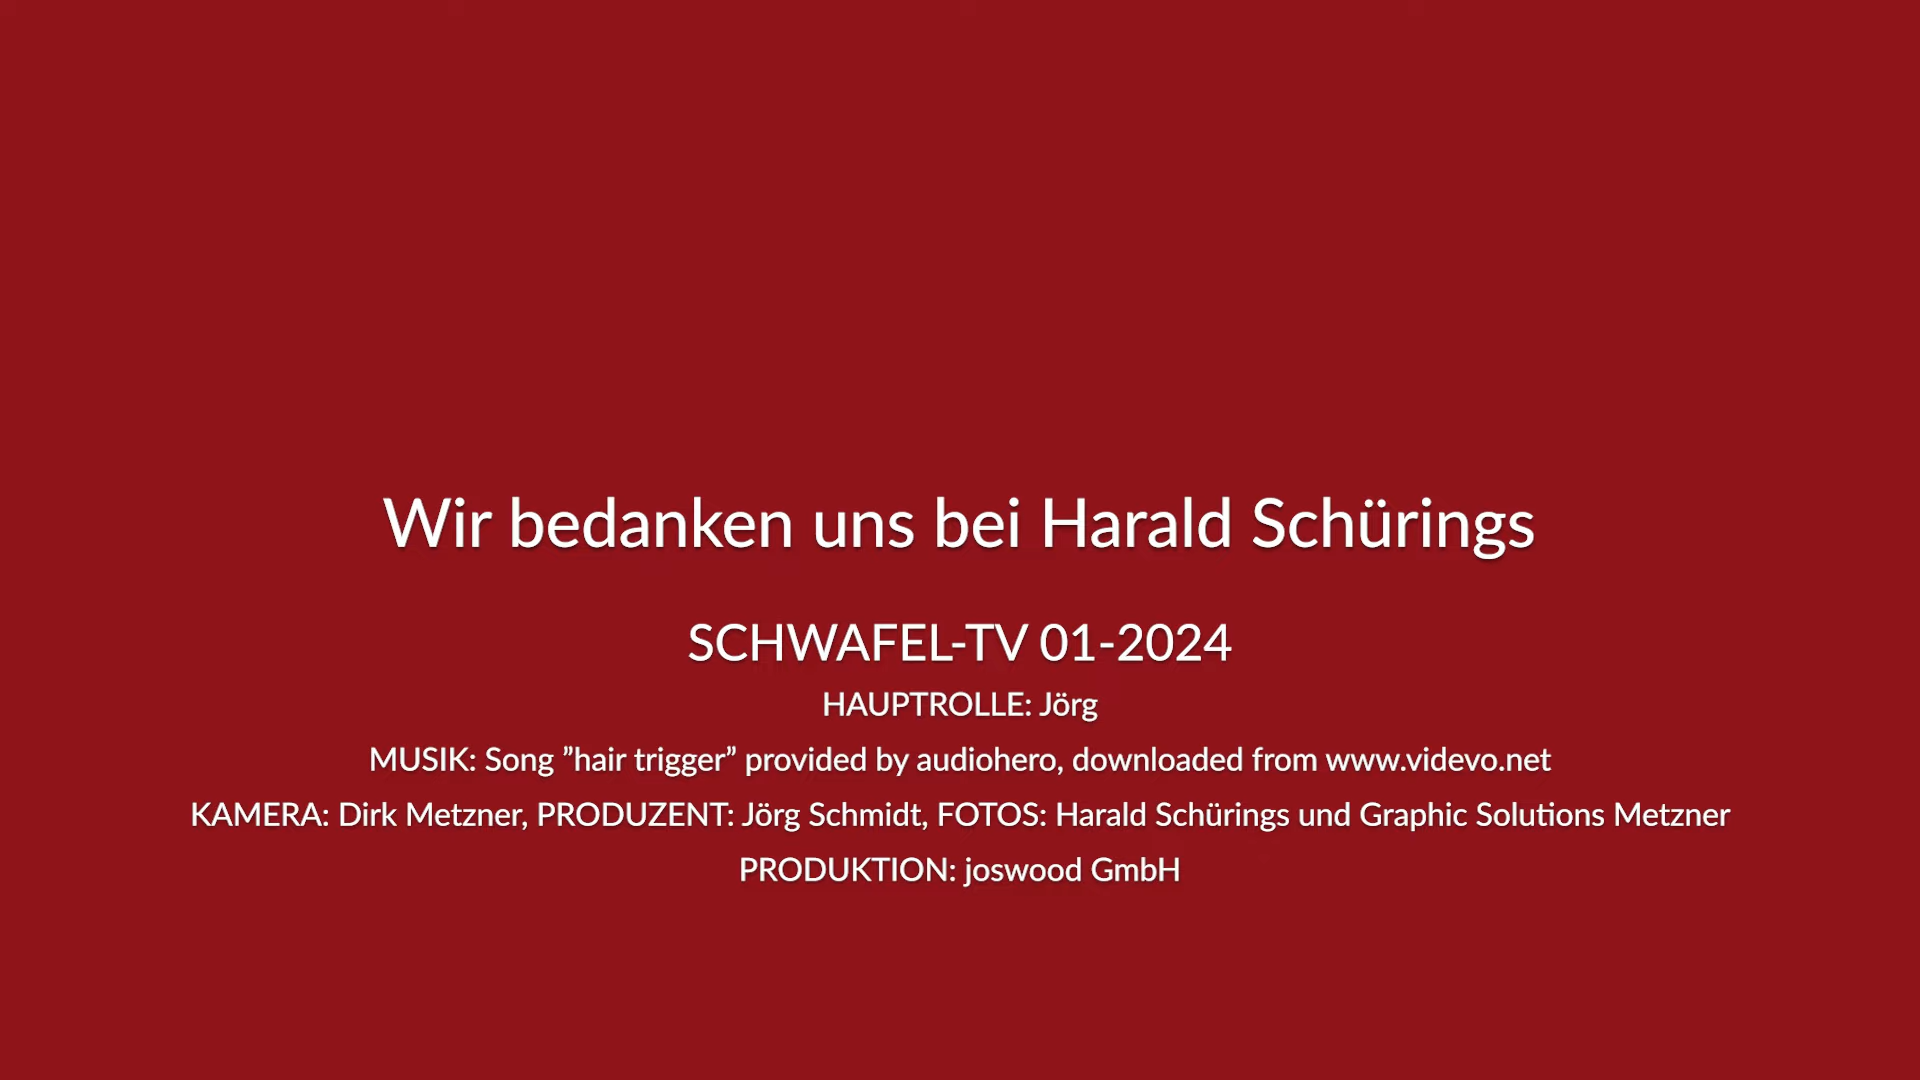 Wir bedanken uns bei Harald Schürings
SCHWAFEL-TV 01-2024
HAUPTROLLE: Jörg
MUSIK: Song ”hair trigger” provided by audiohero, downloaded from www.videvo.net
KAMERA: Dirk Metzner, PRODUZENT: Jörg Schmidt, FOTOS: Harald Schürings und Graphic Solutions Metzner
PRODUKTION: joswood GmbH